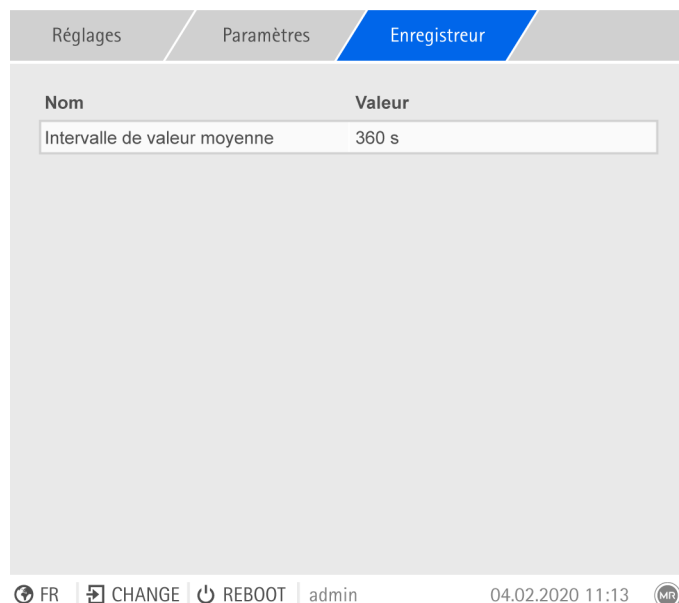 Réglages Paramètres Enregistreur
Nom Valeur
Intervalle de valeur moyenne 360 s
FR CHANGE REBOOT admin 04.02.2020 11:13 MR